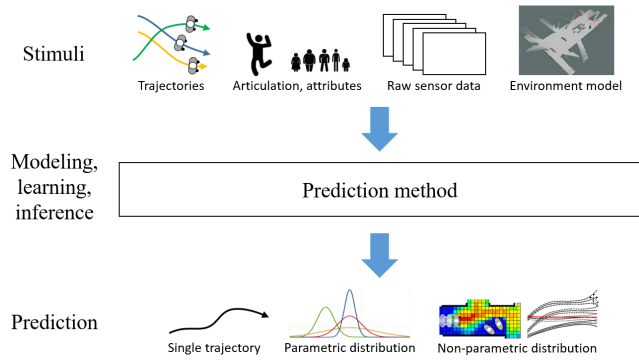 Stimuli
Trajectories
Articulation, attributes
Raw sensor data
Environment model
Modeling,
learning,
inference
Prediction method
Prediction
Single trajectory
Parametric distribution
Non-parametric distribution